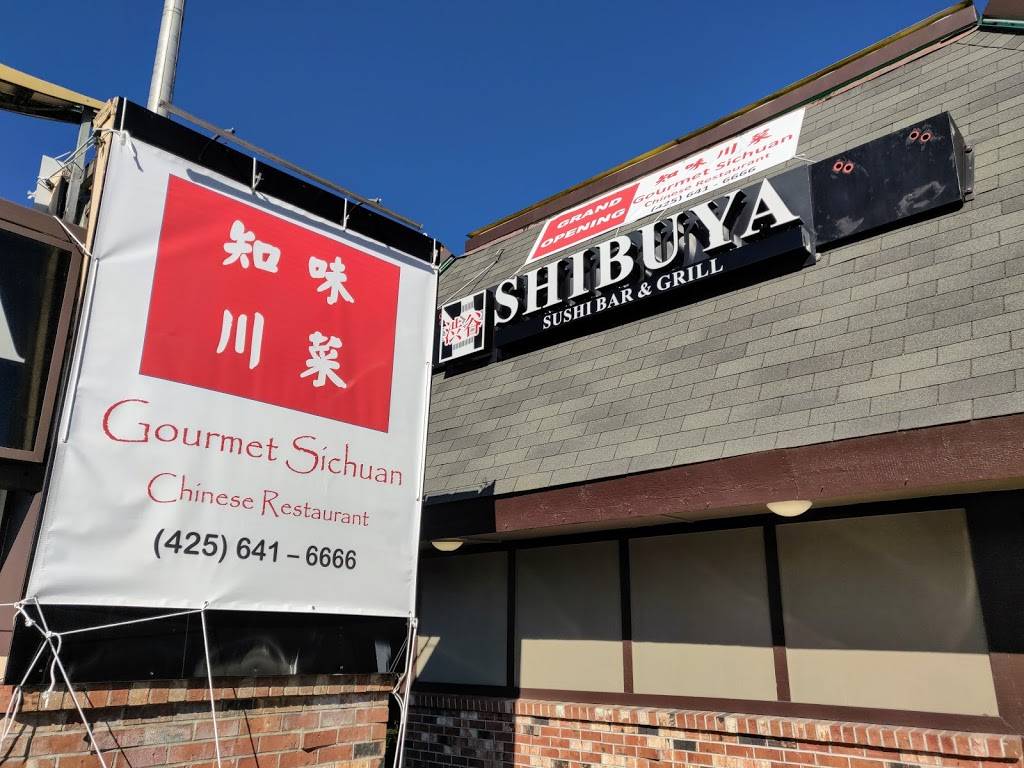 知味
川菜
Gourmet Sichuan
Chinese Restaurant
(425) 641 – 6666
GRAND
OPENING
知味川菜
Gourmet Sichuan
Chinese Restaurant
(425) 641 - 6666
渋谷
SHIBUYA
SUSHI BAR & GRILL